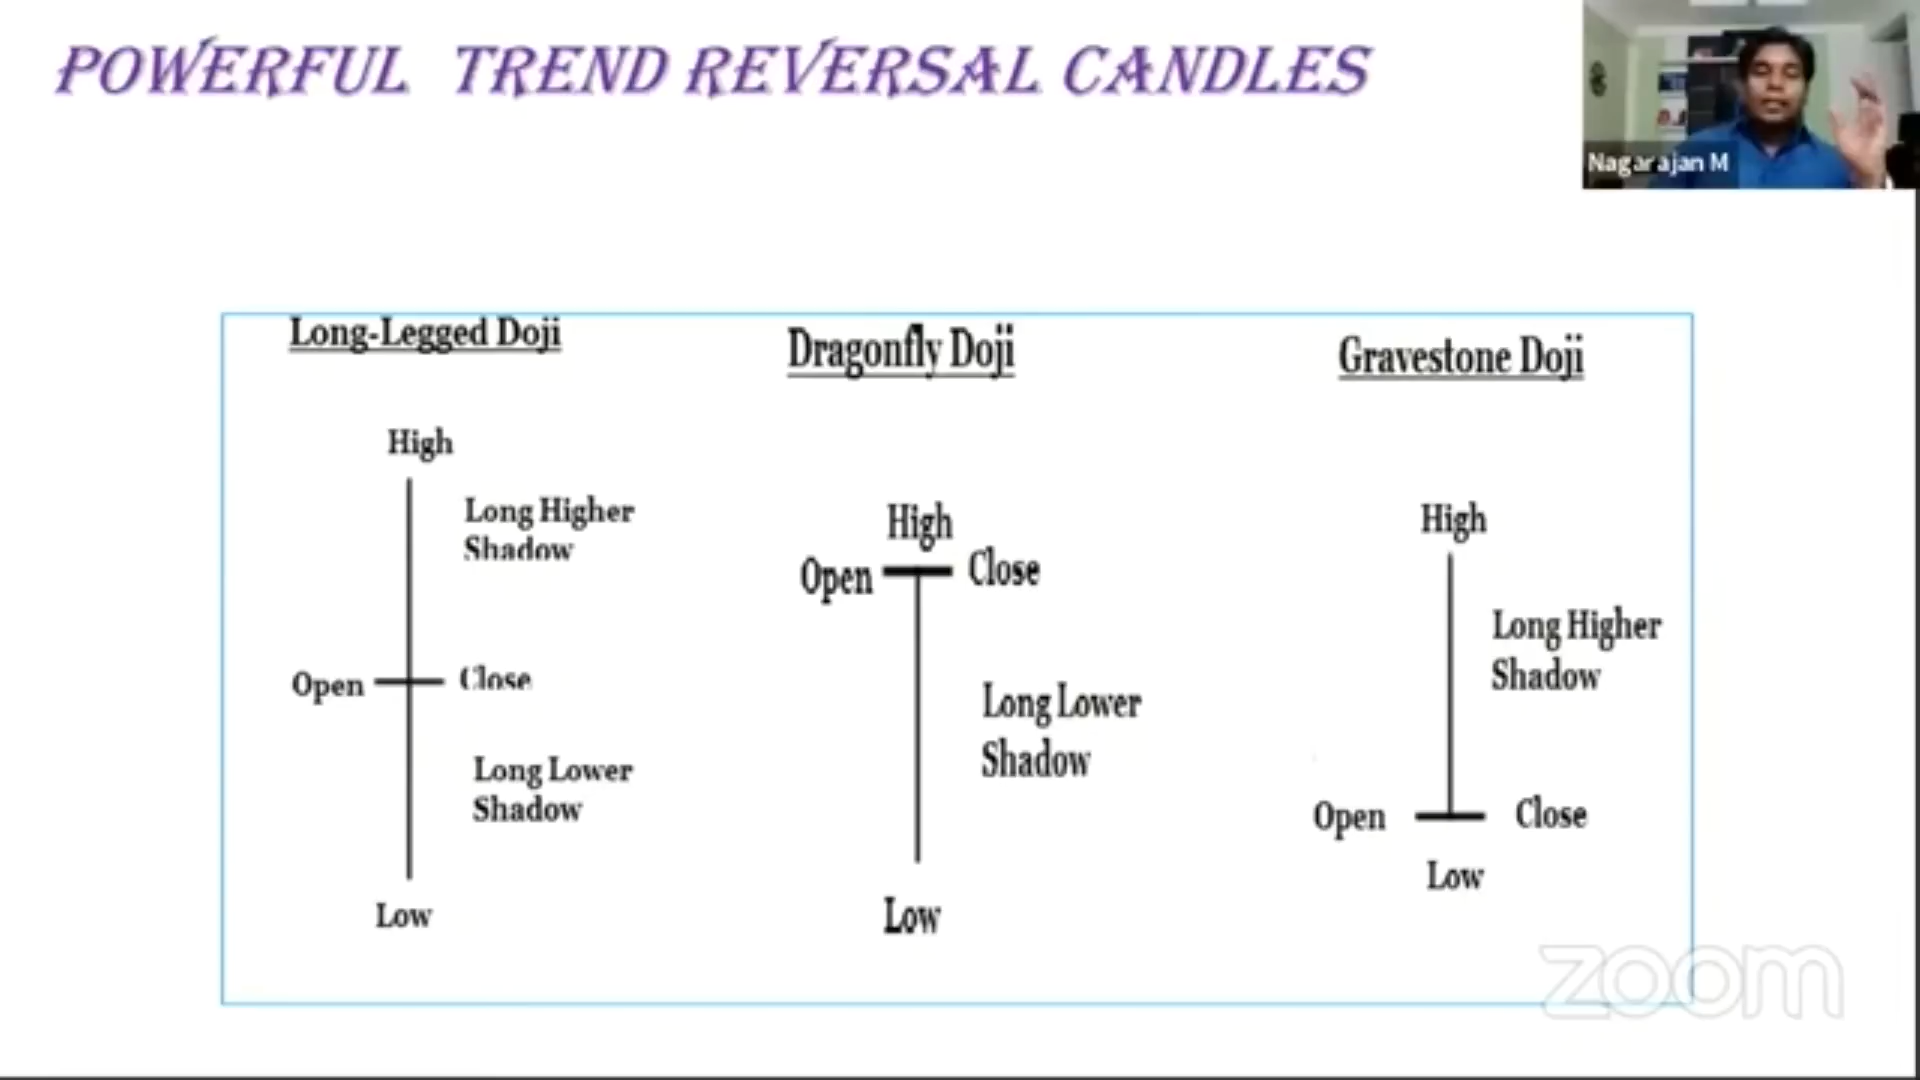 POWERFUL TREND REVERSAL CANDLES
Nagarajan M
Long-Legged Doji
High
Long Higher
Shadow
Open
Close
Long Lower
Shadow
Low
Dragonfly Doji
High
Open
Close
Long Lower
Shadow
Low
Gravestone Doji
High
Long Higher
Shadow
Open
Close
Low
zoom